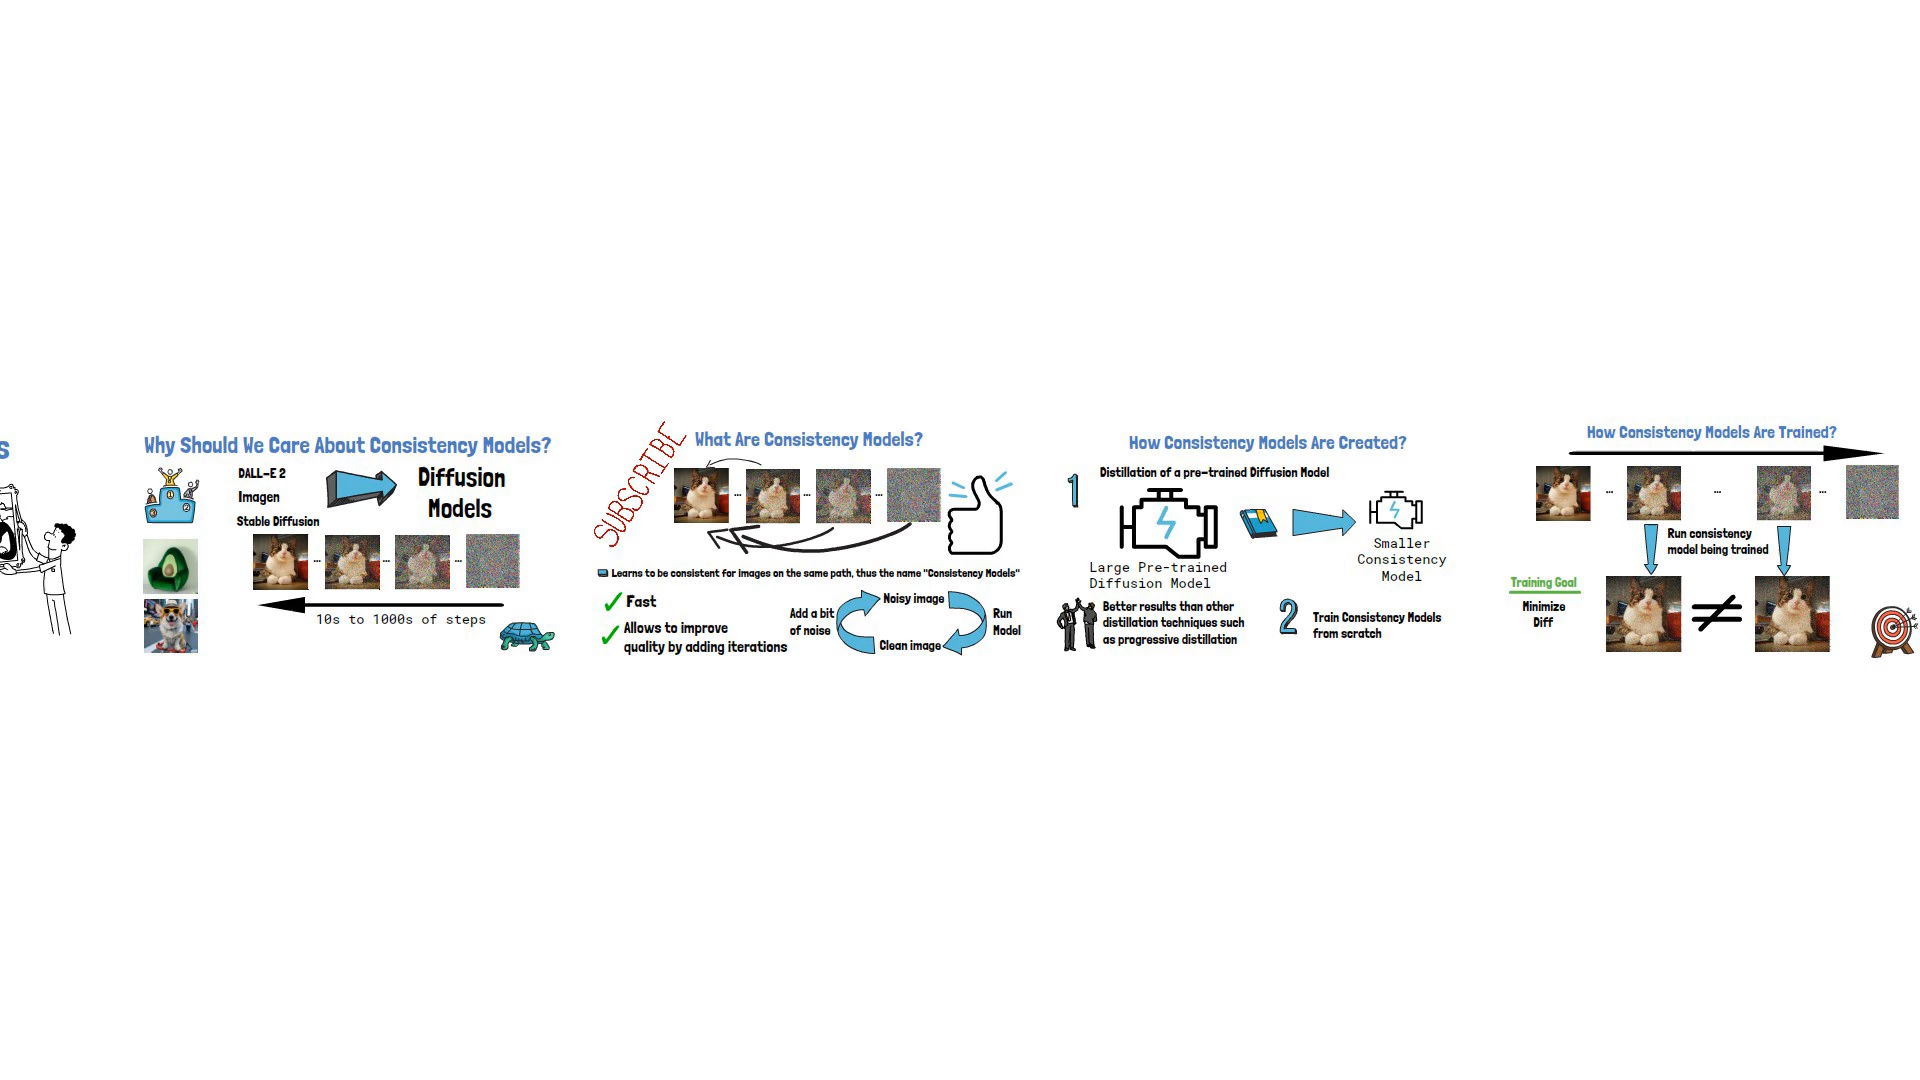 s
Why Should We Care About Consistency Models?
DALL-E 2
Imagen
Stable Diffusion
Diffusion
Models
10s to 1000s of steps
SUBSCRIBE
What Are Consistency Models?
Learns to be consistent for images on the same path, thus the name "Consistency Models"
Fast
Allows to improve
quality by adding iterations
Add a bit
of noise
Noisy image
Clean image
Run
Model
How Consistency Models Are Created?
1
Distillation of a pre-trained Diffusion Model
Large Pre-trained
Diffusion Model
Smaller
Consistency
Model
Better results than other
distillation techniques such
as progressive distillation
2
Train Consistency Models
from scratch
How Consistency Models Are Trained?
Run consistency
model being trained
Training Goal
Minimize
Diff